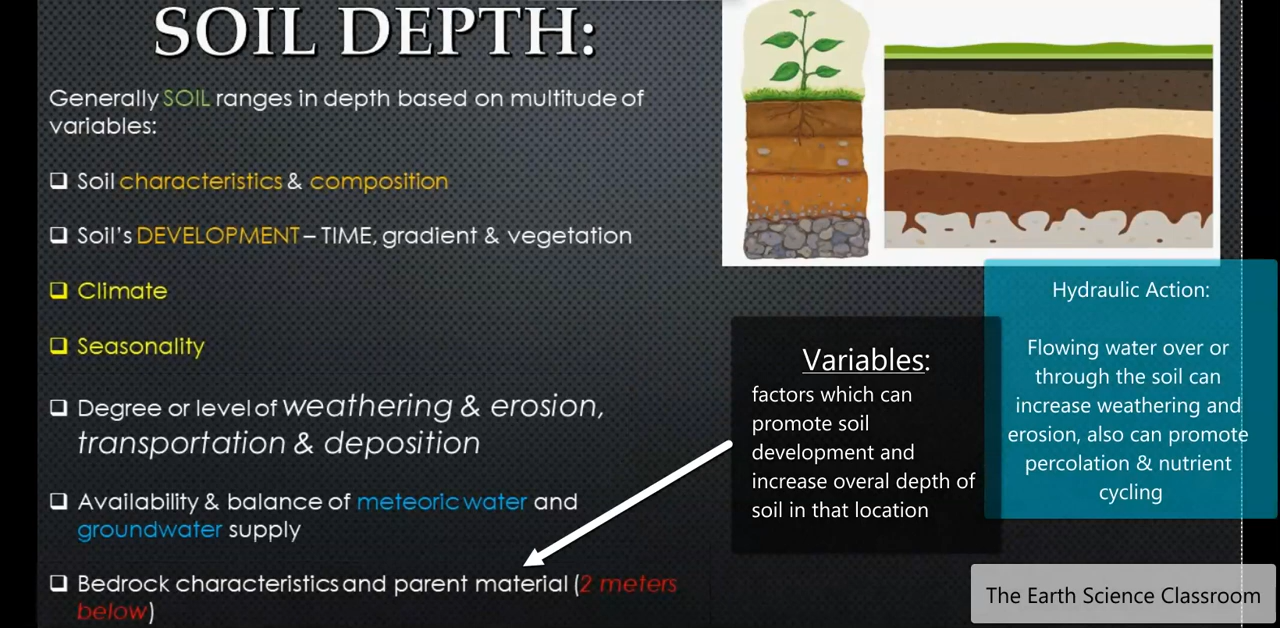 SOIL DEPTH:
Generally SOIL ranges in depth based on multitude of
variables:
❑ Soil characteristics & composition
❑ Soil's DEVELOPMENT – TIME, gradient & vegetation
❑ Climate
❑ Seasonality
❑ Degree or level of weathering & erosion,
transportation & deposition
❑ Availability & balance of meteoric water and
groundwater supply
❑ Bedrock characteristics and parent material (2 meters
below)
Variables:
factors which can
promote soil
development and
increase overal depth of
soil in that location
Hydraulic Action:
Flowing water over or
through the soil can
increase weathering and
erosion, also can promote
percolation & nutrient
cycling
The Earth Science Classroom